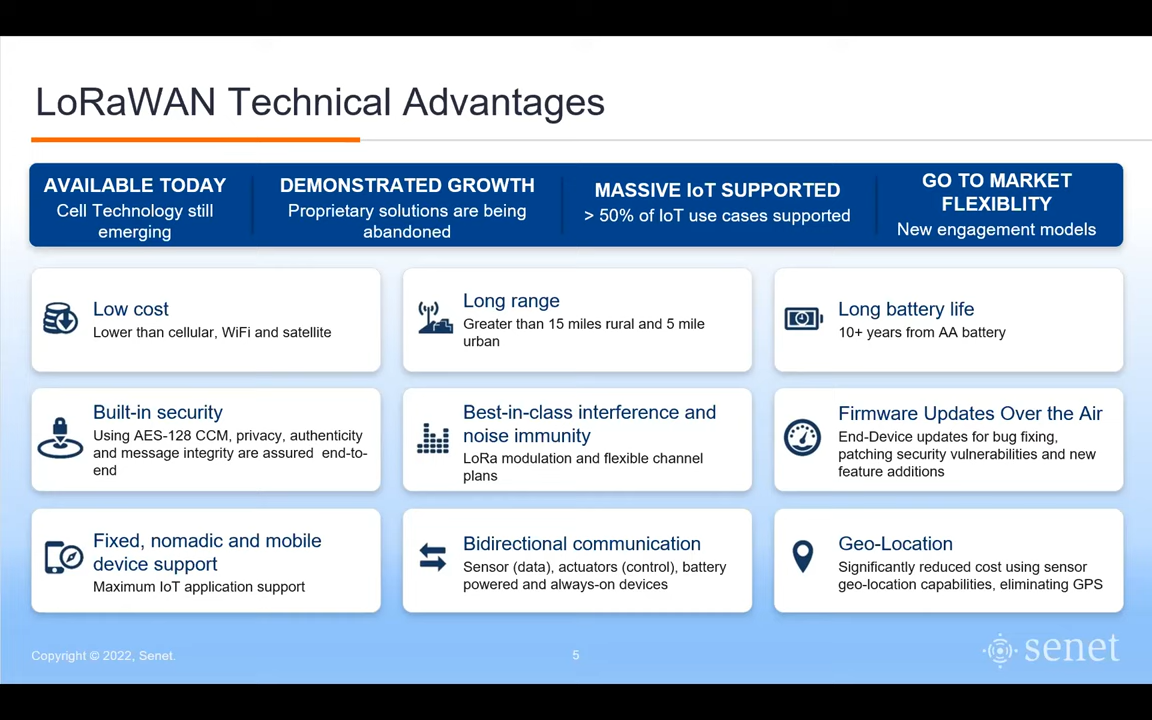 LoRaWAN Technical Advantages
AVAILABLE TODAY
Cell Technology still
emerging
DEMONSTRATED GROWTH
Proprietary solutions are being
abandoned
MASSIVE IoT SUPPORTED
> 50% of IoT use cases supported
GO TO MARKET
FLEXIBLITY
New engagement models
Low cost
Lower than cellular, WiFi and satellite
Long range
Greater than 15 miles rural and 5 mile
urban
Long battery life
10+ years from AA battery
Built-in security
Using AES-128 CCM, privacy, authenticity
and message integrity are assured  end-to-
end
Best-in-class interference and
noise immunity
LoRa modulation and flexible channel
plans
Firmware Updates Over the Air
End-Device updates for bug fixing,
patching security vulnerabilities and new
feature additions
Fixed, nomadic and mobile
device support
Maximum IoT application support
Bidirectional communication
Sensor (data), actuators (control), battery
powered and always-on devices
Geo-Location
Significantly reduced cost using sensor
geo-location capabilities, eliminating GPS
Copyright © 2022, Senet.
5
senet